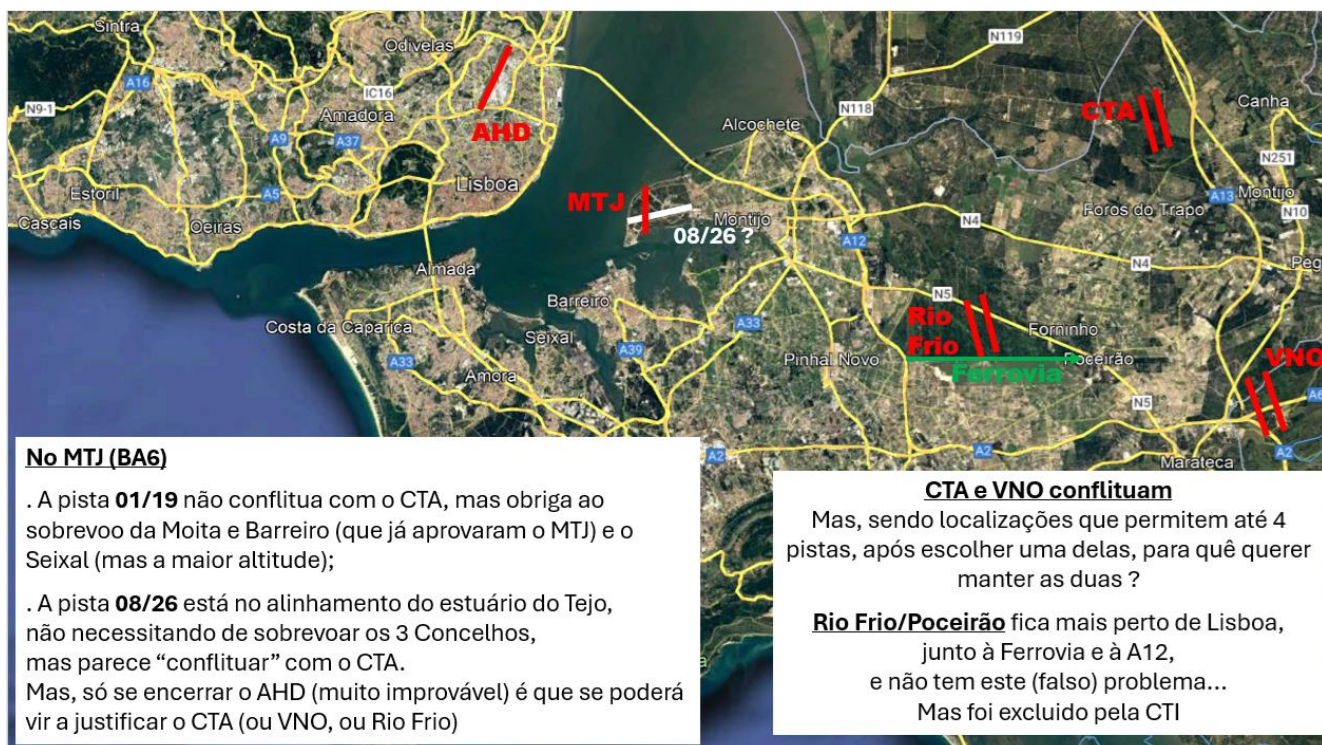 Sintra
Odivelas
N119
A16
N9-1
IC16
Amadora
A9
A37
AHD
N118
Alcochete
CTA
Canha
N251
Estoril
A5
Lisboa
MTJ
Montijo
08/26 ?
A13
Montijo
N10
Foros do Trapo
Cascais
Oeiras
N4
A12
N4
Peg
Almada
Barreiro
N5
Costa da Caparica
Seixal
A39
A33
Rio
Frio
Forninho
A33
Pinhal Novo
Poceirão
VNO
Amora
Ferrovia
A6
N5
A2
A2
A2
Marateca
No MTJ (BA6)
. A pista 01/19 não conflitua com o CTA, mas obriga ao
sobrevoo da Moita e Barreiro (que já aprovaram o MTJ) e o
Seixal (mas a maior altitude);
. A pista 08/26 está no alinhamento do estuário do Tejo,
não necessitando de sobrevoar os 3 Concelhos,
mas parece “conflituar” com o CTA.
Mas, só se encerrar o AHD (muito improvável) é que se poderá
vir a justificar o CTA (ou VNO, ou Rio Frio)
CTA e VNO conflituam
Mas, sendo localizações que permitem até 4
pistas, após escolher uma delas, para quê querer
manter as duas ?
Rio Frio/Poceirão fica mais perto de Lisboa,
junto à Ferrovia e à A12,
e não tem este (falso) problema...
Mas foi excluido pela CTI